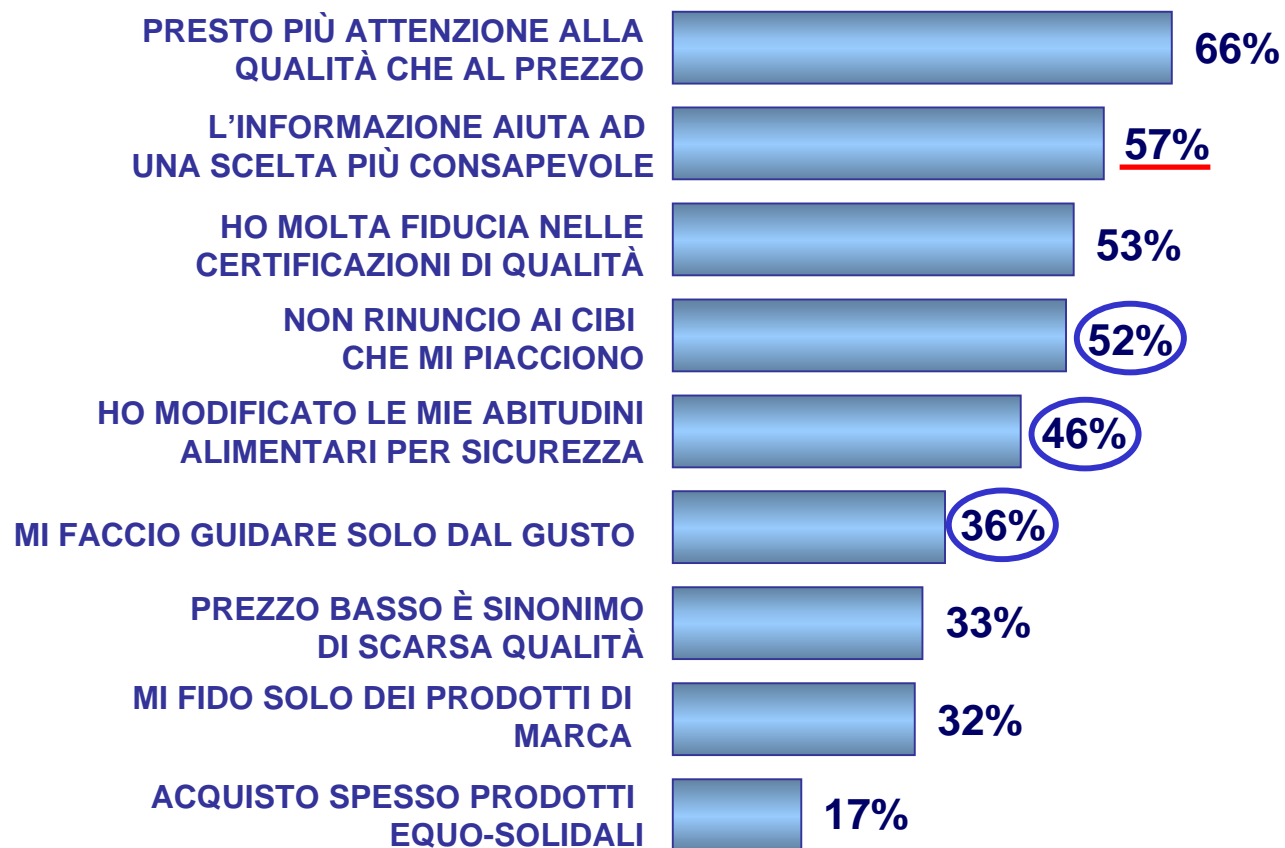 PRESTO PIÙ ATTENZIONE ALLA
QUALITÀ CHE AL PREZZO
66%
L’INFORMAZIONE AIUTA AD
UNA SCELTA PIÙ CONSAPEVOLE
57%
HO MOLTA FIDUCIA NELLE
CERTIFICAZIONI DI QUALITÀ
53%
NON RINUNCIO AI CIBI
CHE MI PIACCIONO
52%
HO MODIFICATO LE MIE ABITUDINI
ALIMENTARI PER SICUREZZA
46%
MI FACCIO GUIDARE SOLO DAL GUSTO
36%
PREZZO BASSO È SINONIMO
DI SCARSA QUALITÀ
33%
MI FIDO SOLO DEI PRODOTTI DI
MARCA
32%
ACQUISTO SPESSO PRODOTTI
EQUO-SOLIDALI
17%